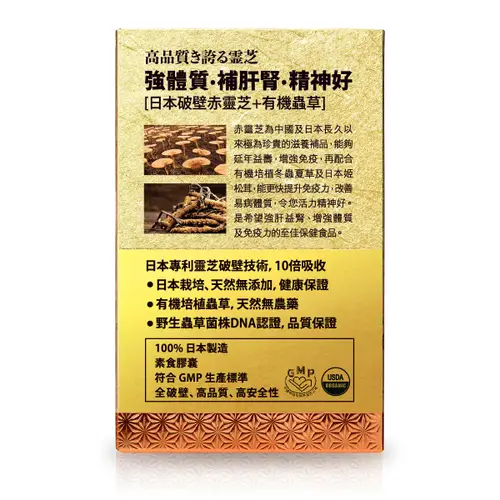 高品質き誇る霊芝
強體質·補肝腎·精神好
[日本破壁赤靈芝+有機蟲草]
赤靈芝為中國及日本長久以
來極為珍貴的滋養補品，能夠
延年益壽，增強免疫，再配合
有機培植冬蟲夏草及日本姬
松茸，能更快提升免疫力，改善
易病體質，令您活力精神好。
是希望強肝益腎、增強體質
及免疫力的至佳保健食品。
日本專利靈芝破壁技術，10倍吸收
●日本栽培、天然無添加，健康保證
●有機培植蟲草，天然無農藥
●野生蟲草菌株DNA認證，品質保證
100% 日本製造
素食膠囊
符合 GMP 生產標準
全破壁、高品質、高安全性
GMP
USDA
ORGANIC